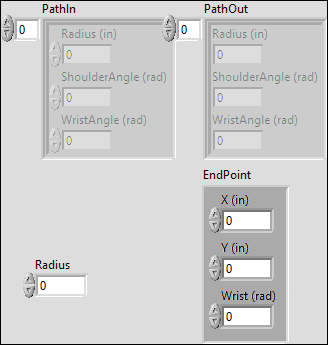 PathIn
0
Radius (in)
0
ShoulderAngle (rad)
0
WristAngle (rad)
0
PathOut
0
Radius (in)
0
ShoulderAngle (rad)
0
WristAngle (rad)
0
EndPoint
X (in)
0
Y (in)
0
Wrist (rad)
0
Radius
0